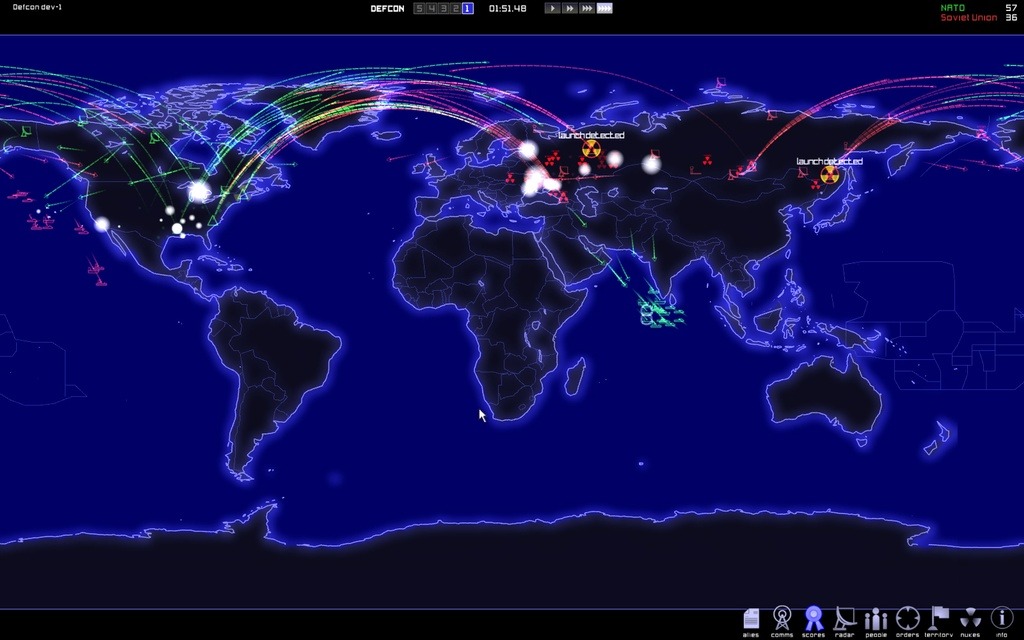 Defcon dev-1
DEFCON 5 4 3 2 1 01:51.48
NATO 57
Soviet Union 36
launch detected
launch detected
allies comms scores radar people orders territory nukes info